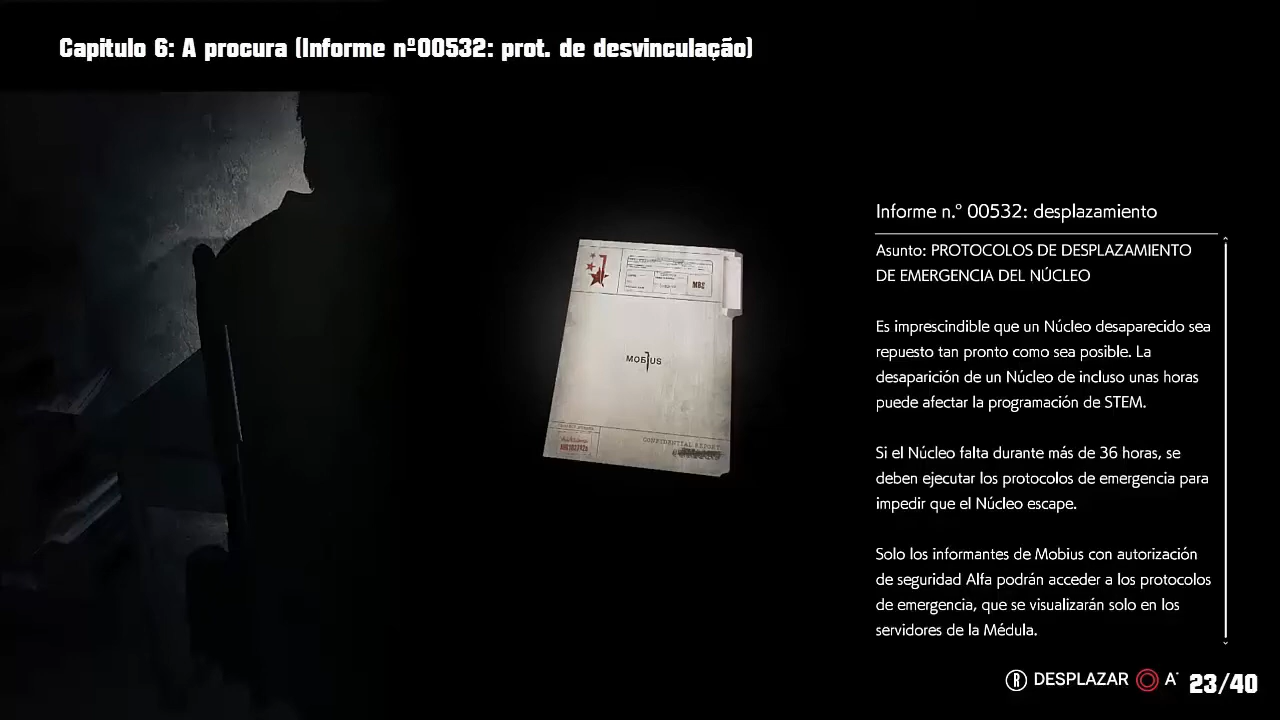 Capitulo 6: A procura (Informe nº00532: prot. de desvinculação)
MBS
MOBIUS
CONFIDENTIAL REPORT
Informe n.° 00532: desplazamiento
Asunto: PROTOCOLOS DE DESPLAZAMIENTO
DE EMERGENCIA DEL NÚCLEO
Es imprescindible que un Núcleo desaparecido sea
repuesto tan pronto como sea posible. La
desaparición de un Núcleo de incluso unas horas
puede afectar la programación de STEM.
Si el Núcleo falta durante más de 36 horas, se
deben ejecutar los protocolos de emergencia para
impedir que el Núcleo escape.
Solo los informantes de Mobius con autorización
de seguridad Alfa podrán acceder a los protocolos
de emergencia, que se visualizarán solo en los
servidores de la Médula.
R DESPLAZAR A
23/40